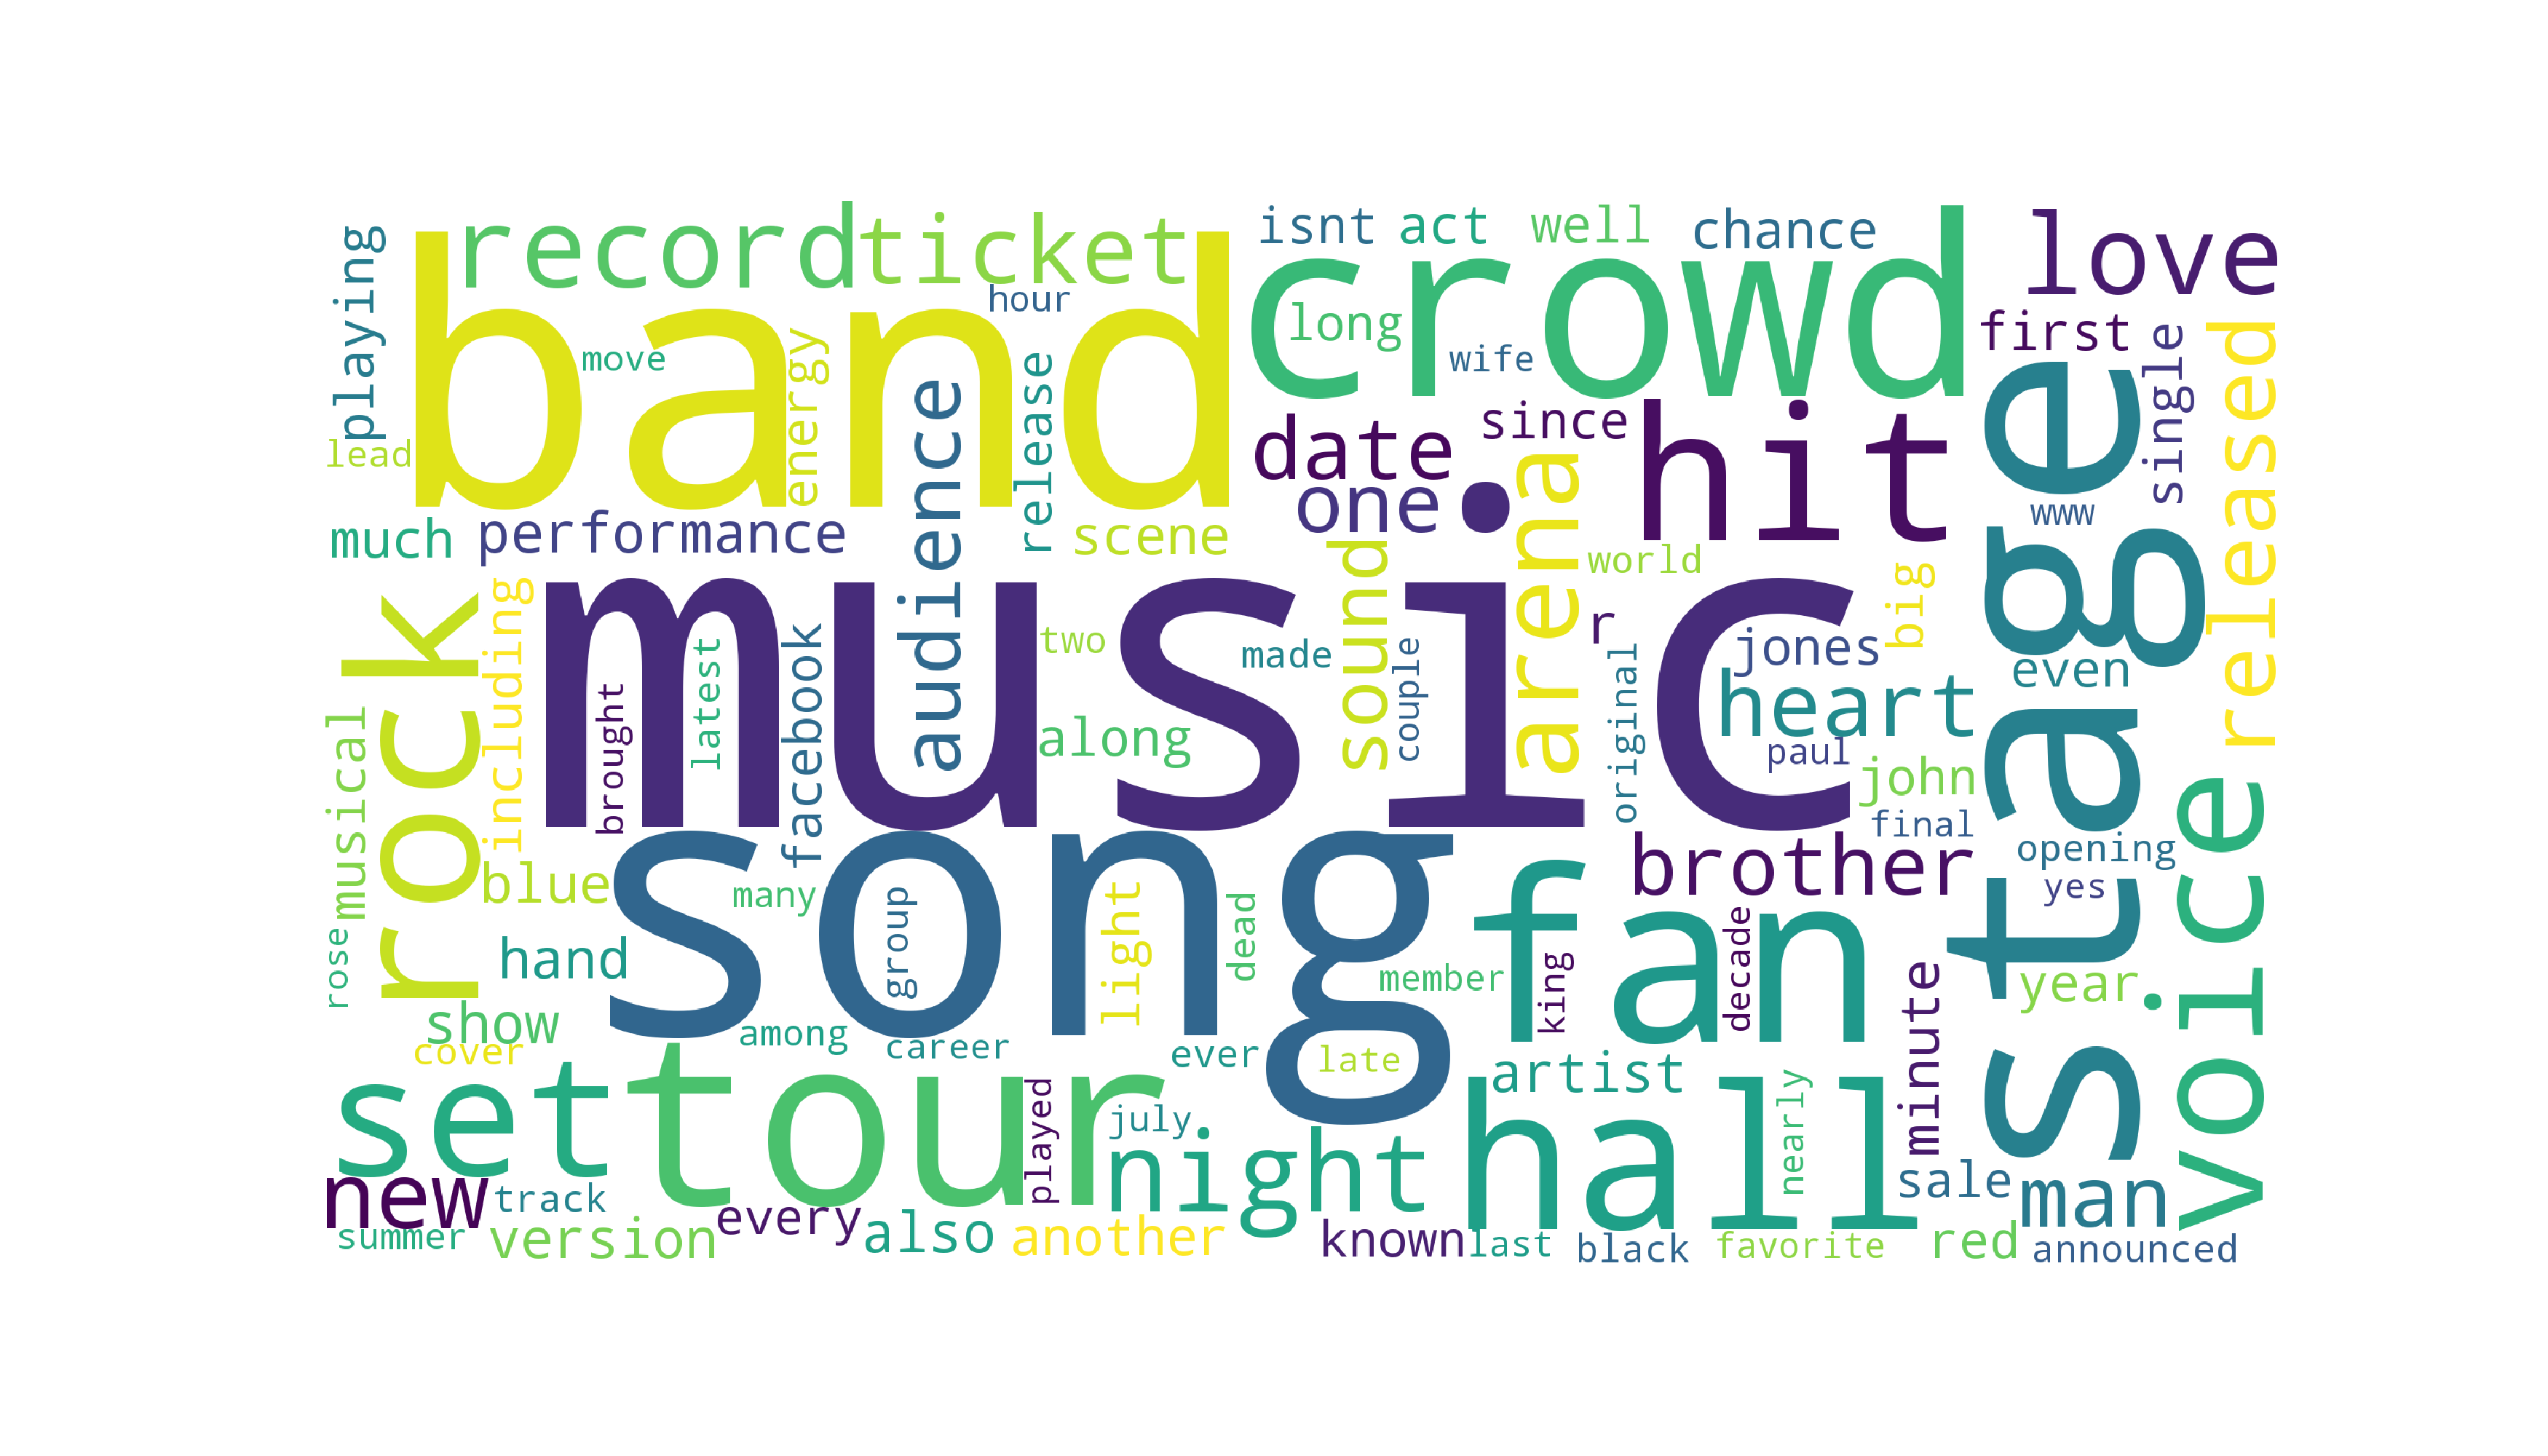 playing
record
ticket
isnt
act
well
chance
love
band
hour
crowd
long
first
move
energy
wife
single
released
lead
audience
release
date
since
hit
stage
much
performance
scene
one
arena
www
sound
world
rock
including
music
two
made
r
jones
big
even
brought
latest
facebook
along
couple
original
heart
musical
paul
john
voice
final
blue
song
many
group
light
dead
fan
brother
opening
yes
rose
hand
member
king
decade
minute
year
show
cover
among
career
ever
late
artist
set
tour
played
july
night
hall
nearly
sale
man
new
track
summer
version
every
also
another
known
last
black
favorite
red
announced